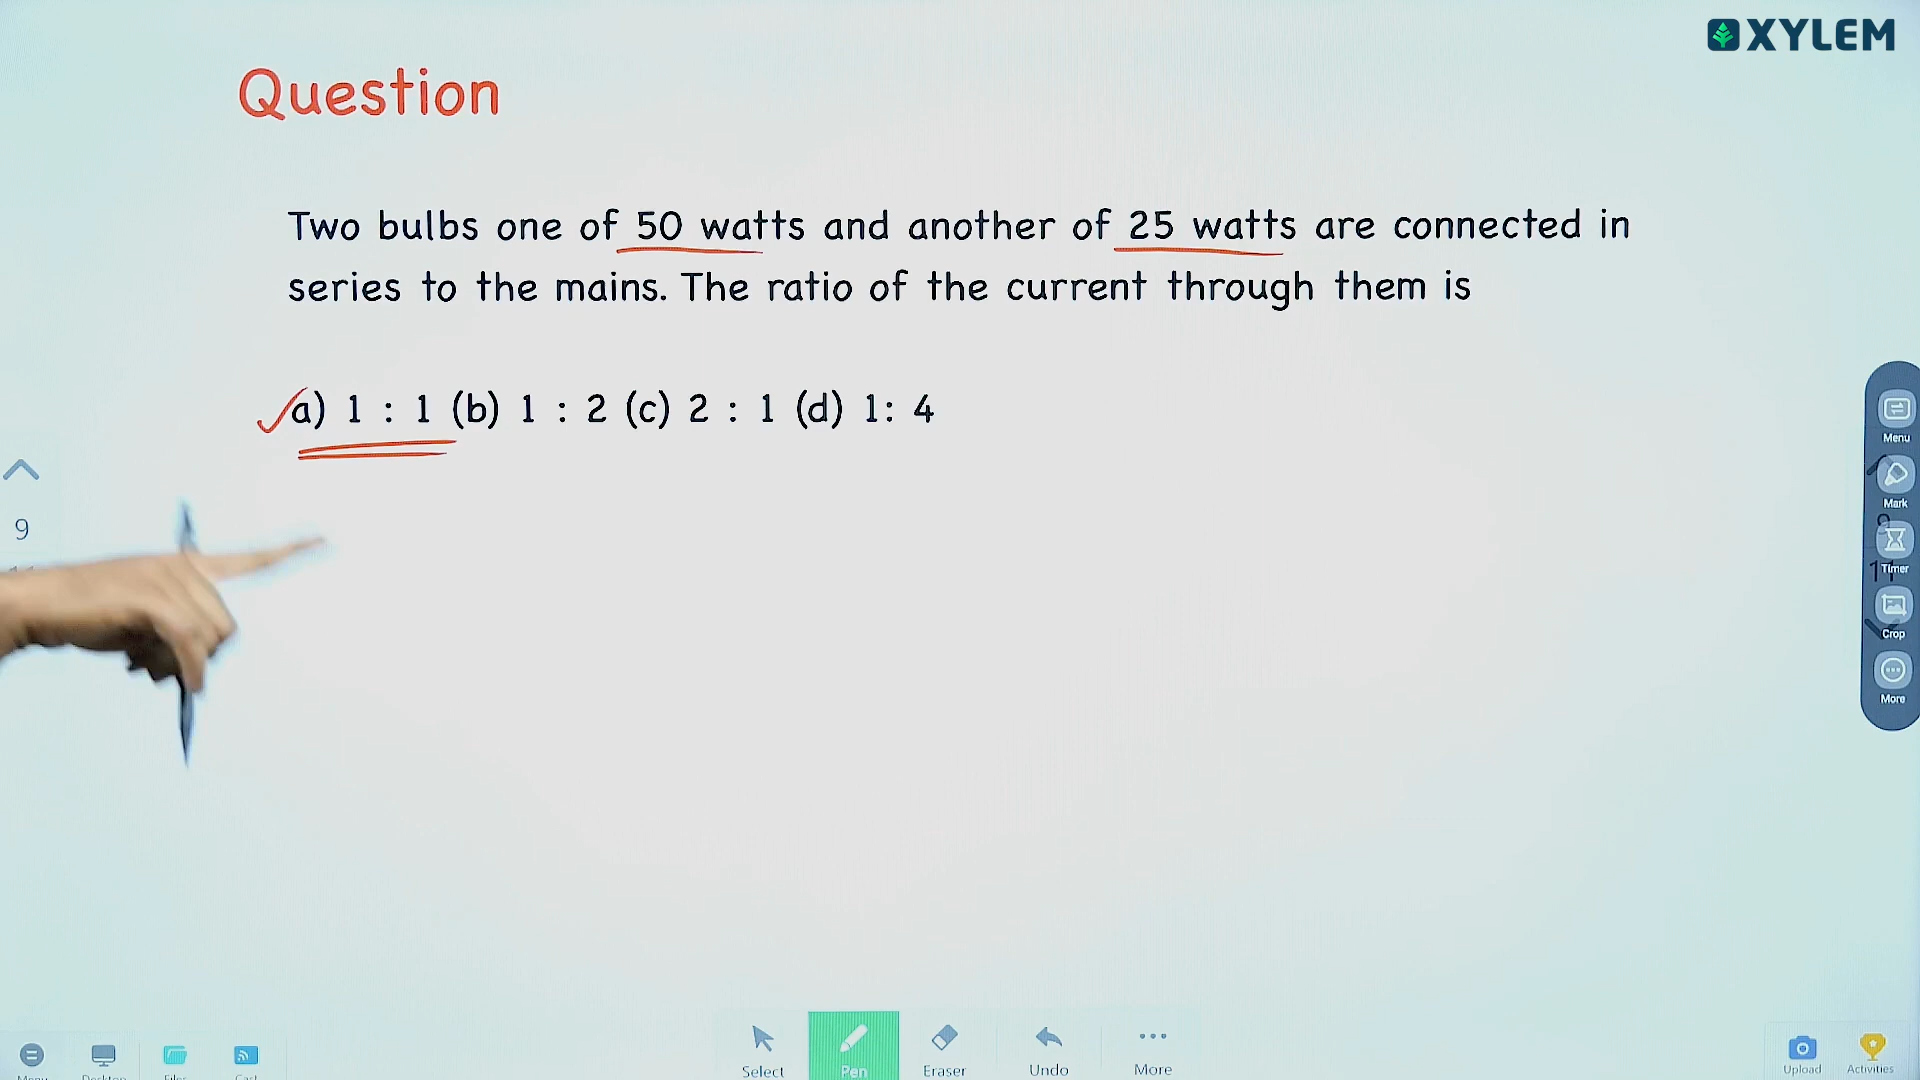 XYLEM
Question
Two bulbs one of 50 watts and another of 25 watts are connected in
series to the mains. The ratio of the current through them is
a) 1 : 1 (b) 1 : 2 (c) 2 : 1 (d) 1: 4
9
Menu
Mark
Timer
Crop
More
Select
Pen
Eraser
Undo
More
Upload
Activities